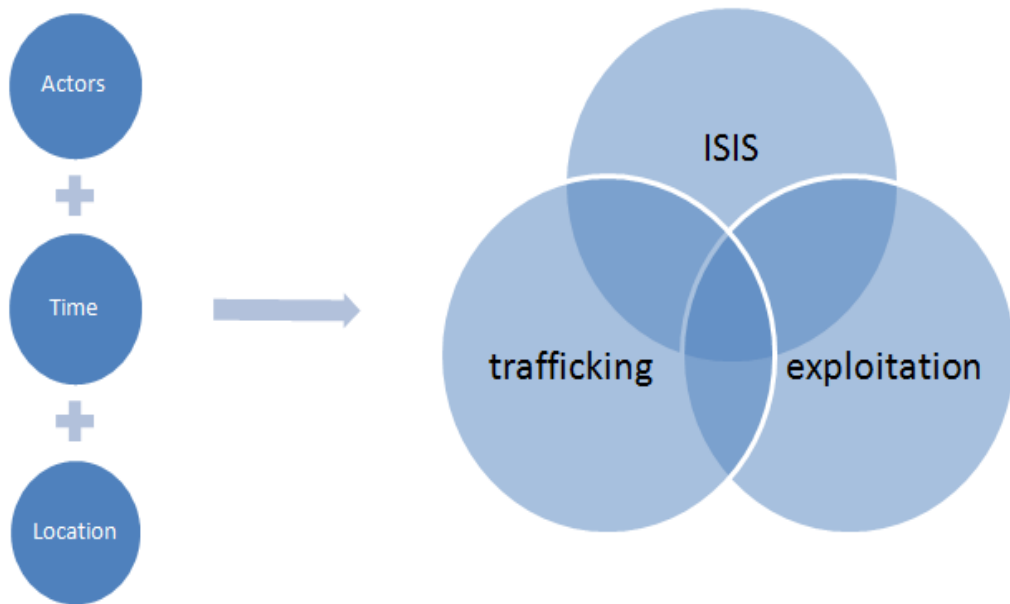 Actors
Time
Location
ISIS
trafficking
exploitation